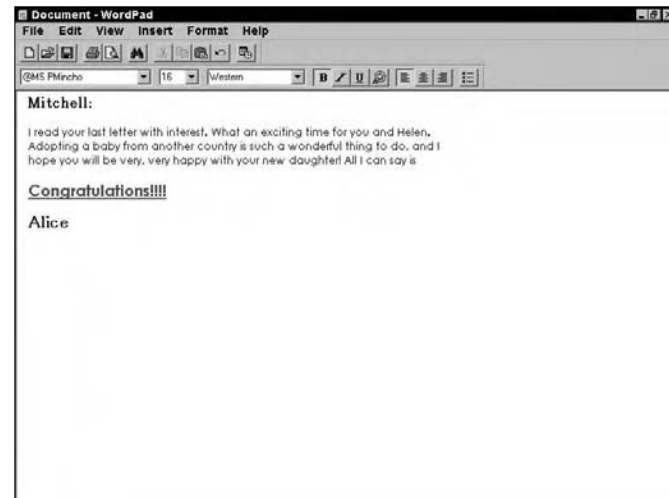 Document - WordPad
File Edit View Insert Format Help
@MS PMincho 16 Western B I U
Mitchell:
I read your last letter with interest. What an exciting time for you and Helen.
Adopting a baby from another country is such a wonderful thing to do, and I
hope you will be very, very happy with your new daughter! All I can say is
Congratulations!!!!
Alice